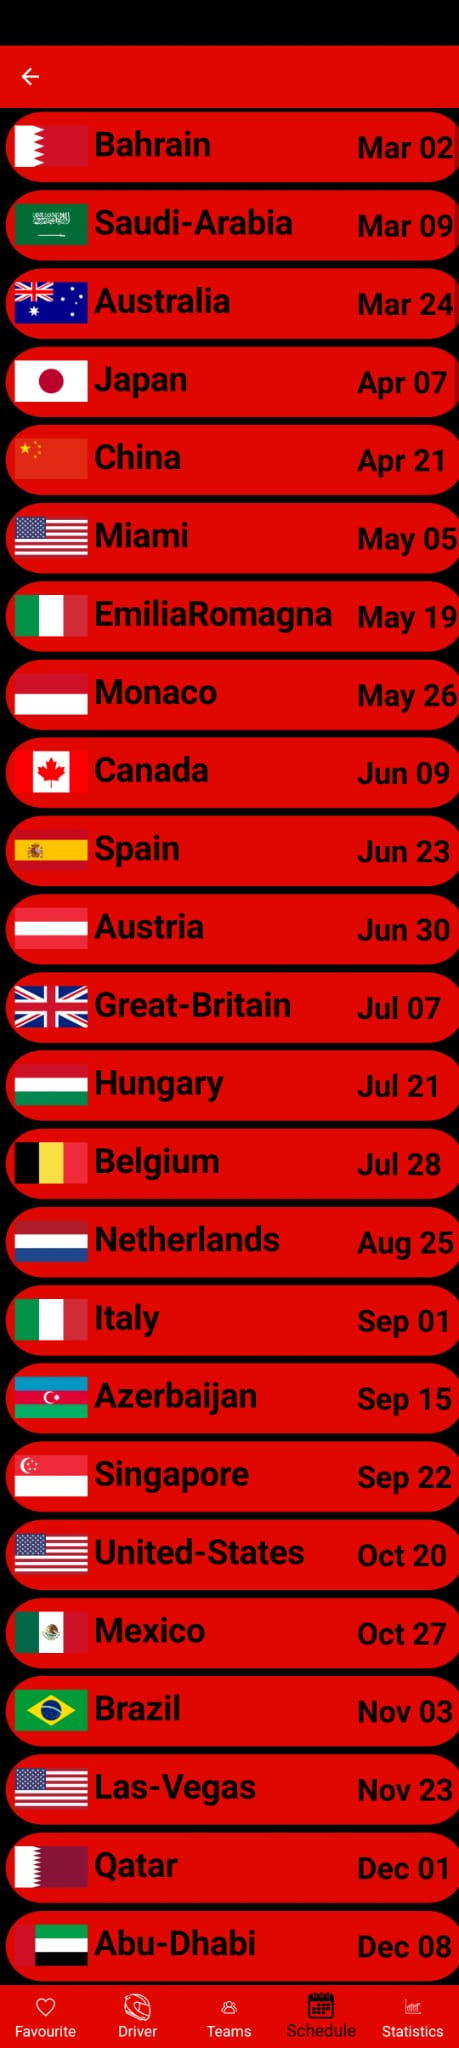 Bahrain Mar 02
Saudi-Arabia Mar 09
Australia Mar 24
Japan Apr 07
China Apr 21
Miami May 05
EmiliaRomagna May 19
Monaco May 26
Canada Jun 09
Spain Jun 23
Austria Jun 30
Great-Britain Jul 07
Hungary Jul 21
Belgium Jul 28
Netherlands Aug 25
Italy Sep 01
Azerbaijan Sep 15
Singapore Sep 22
United-States Oct 20
Mexico Oct 27
Brazil Nov 03
Las-Vegas Nov 23
Qatar Dec 01
Abu-Dhabi Dec 08
Favourite Driver Teams Schedule Statistics